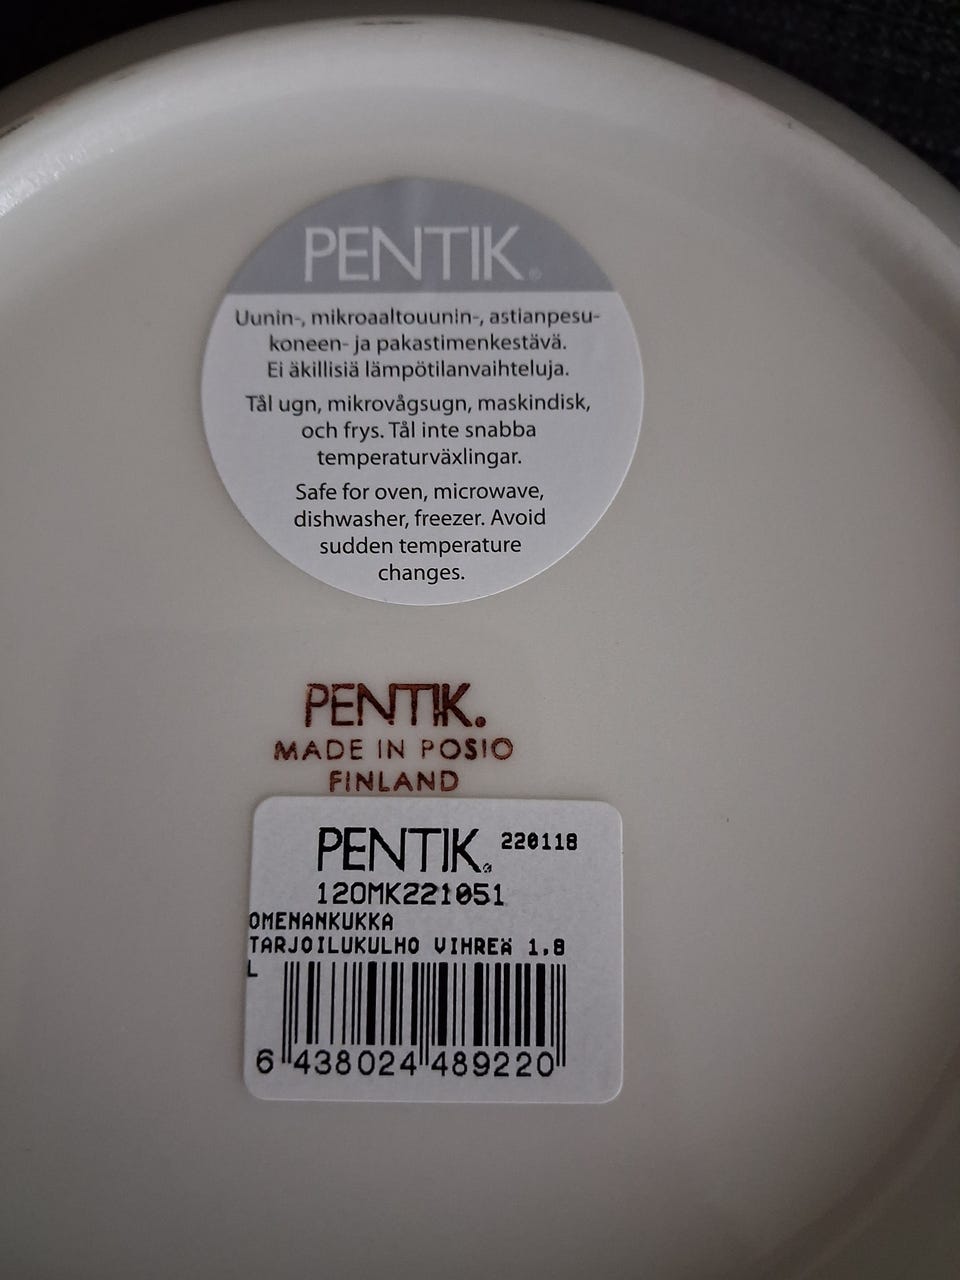 PENTIK®
Uunin-, mikroaaltouunin-, astianpesu-
koneen- ja pakastimenkestävä.
Ei äkillisiä lämpötilanvaihteluja.
Tål ugn, mikrovågsugn, maskindisk,
och frys. Tål inte snabba
temperaturväxlingar.
Safe for oven, microwave,
dishwasher, freezer. Avoid
sudden temperature
changes.
PENTIK.
MADE IN POSIO
FINLAND
PENTIK® 220118
12OMK221051
OMENANKUKKA
TARJOILUKULHO VIHREÄ 1,8
L
6 438024 489220